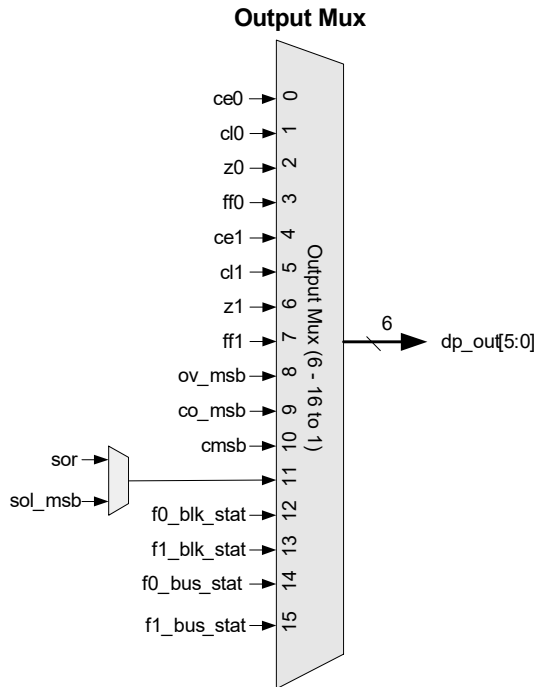 Output Mux
ce0 0
cl0 1
z0 2
ff0 3
ce1 4
cl1 5
z1 6
ff1 7
Output Mux (6 - 16 to 1)
6
dp_out[5:0]
ov_msb 8
co_msb 9
cmsb 10
sor
11
sol_msb
f0_blk_stat 12
f1_blk_stat 13
f0_bus_stat 14
f1_bus_stat 15